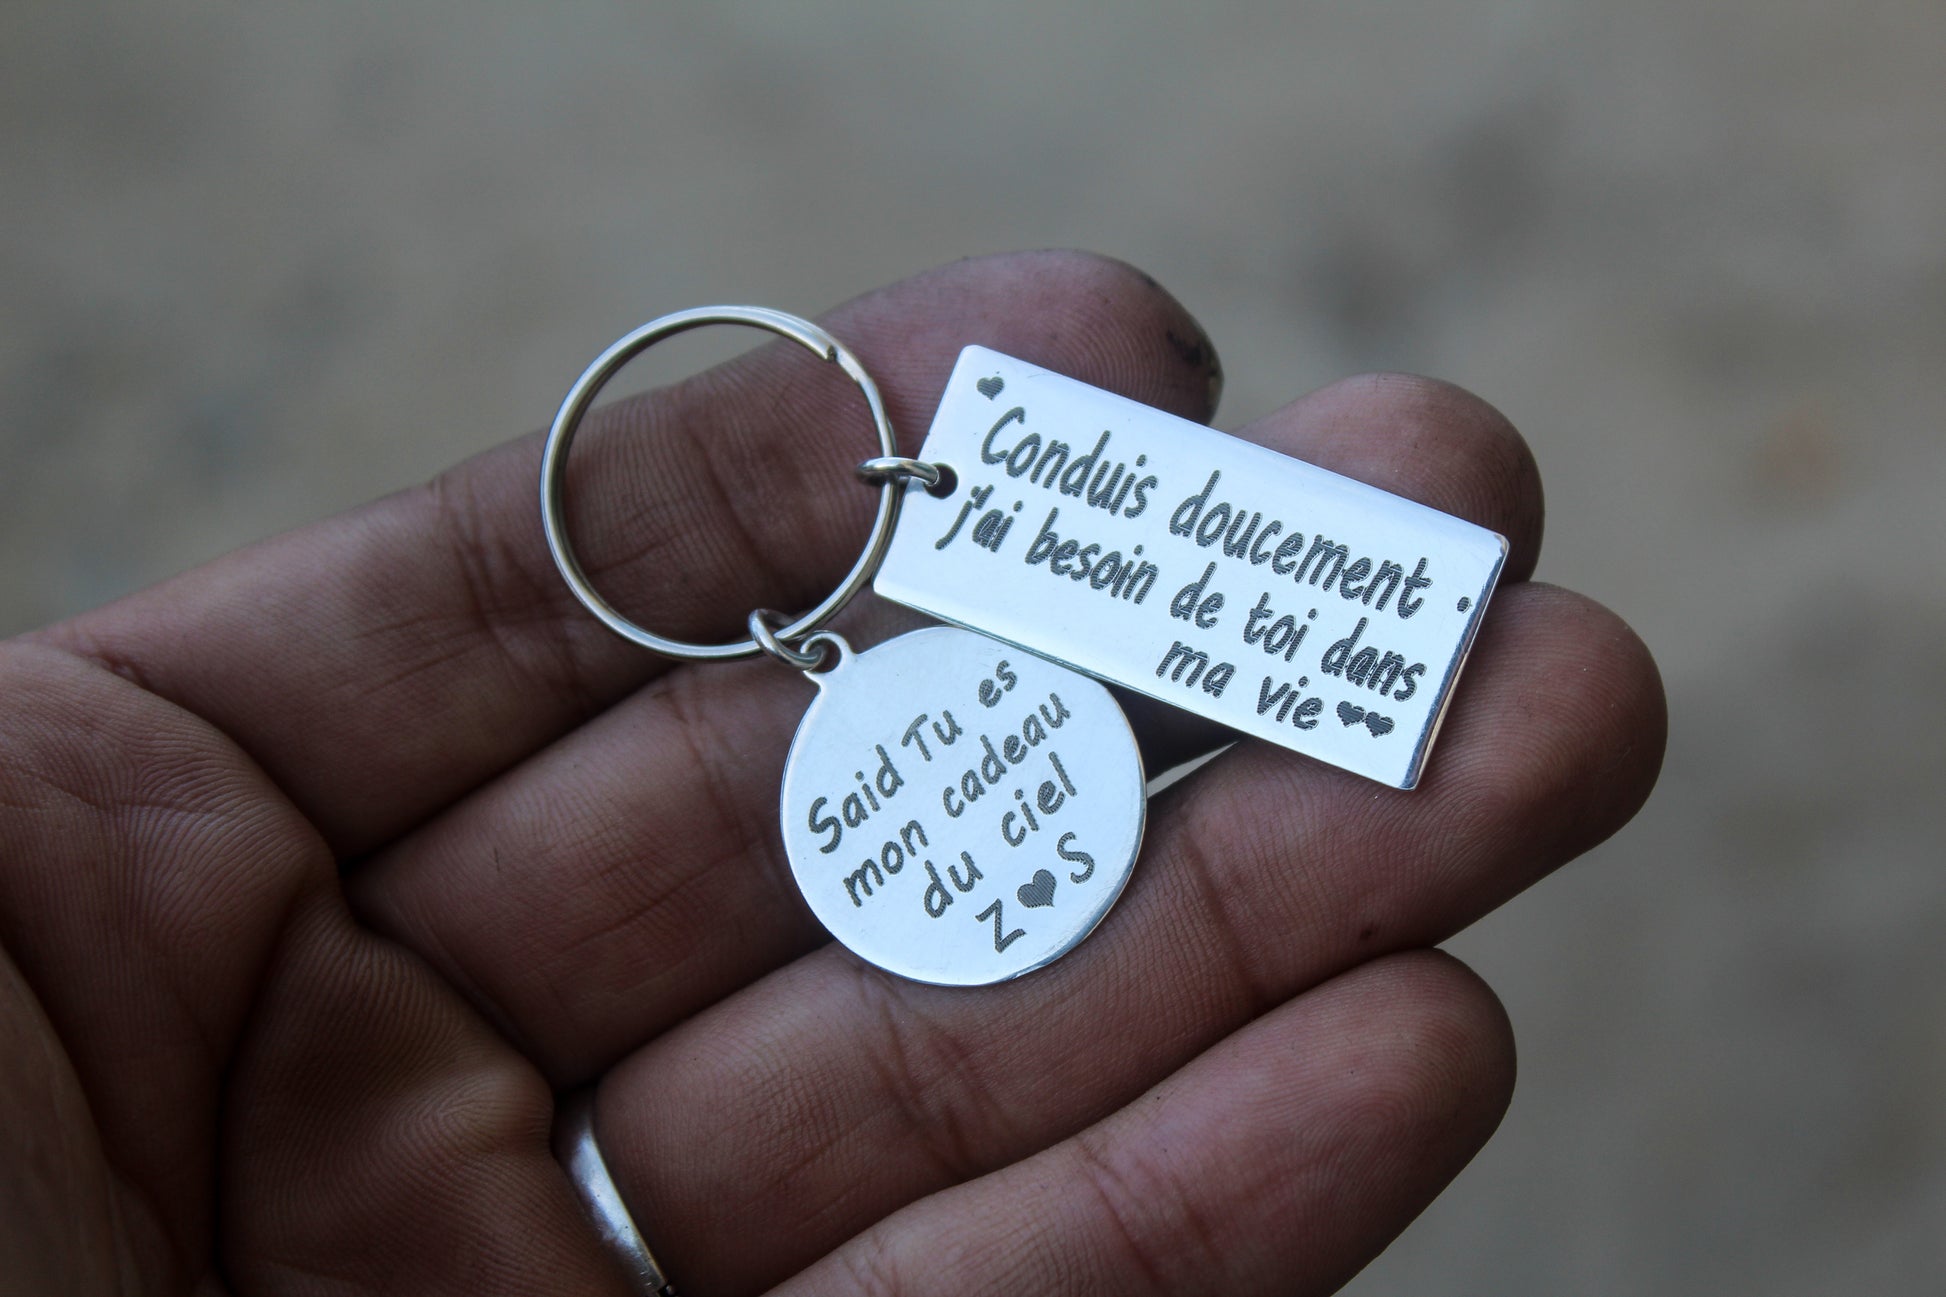 ♥
Conduis doucement .
j'ai besoin de toi dans
ma vie ♥♥
Said Tu es
mon cadeau
du ciel
Z♥S